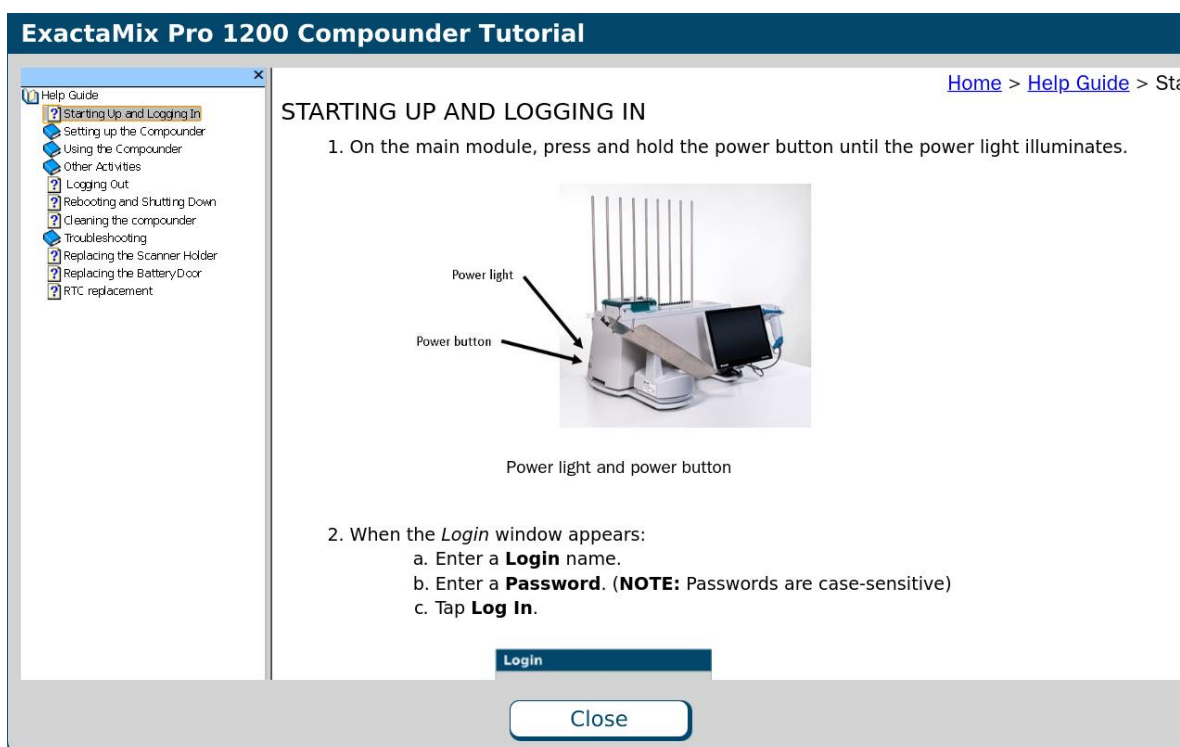 ExactaMix Pro 1200 Compounder Tutorial
Help Guide
Starting Up and Logging In
Setting up the Compounder
Using the Compounder
Other Activities
Logging Out
Rebooting and Shutting Down
Cleaning the compounder
Troubleshooting
Replacing the Scanner Holder
Replacing the BatteryDoor
RTC replacement
Home > Help Guide > Sta
STARTING UP AND LOGGING IN
1. On the main module, press and hold the power button until the power light illuminates.
Power light
Power button
Power light and power button
2. When the Login window appears:
a. Enter a Login name.
b. Enter a Password. (NOTE: Passwords are case-sensitive)
c. Tap Log In.
Login
Close